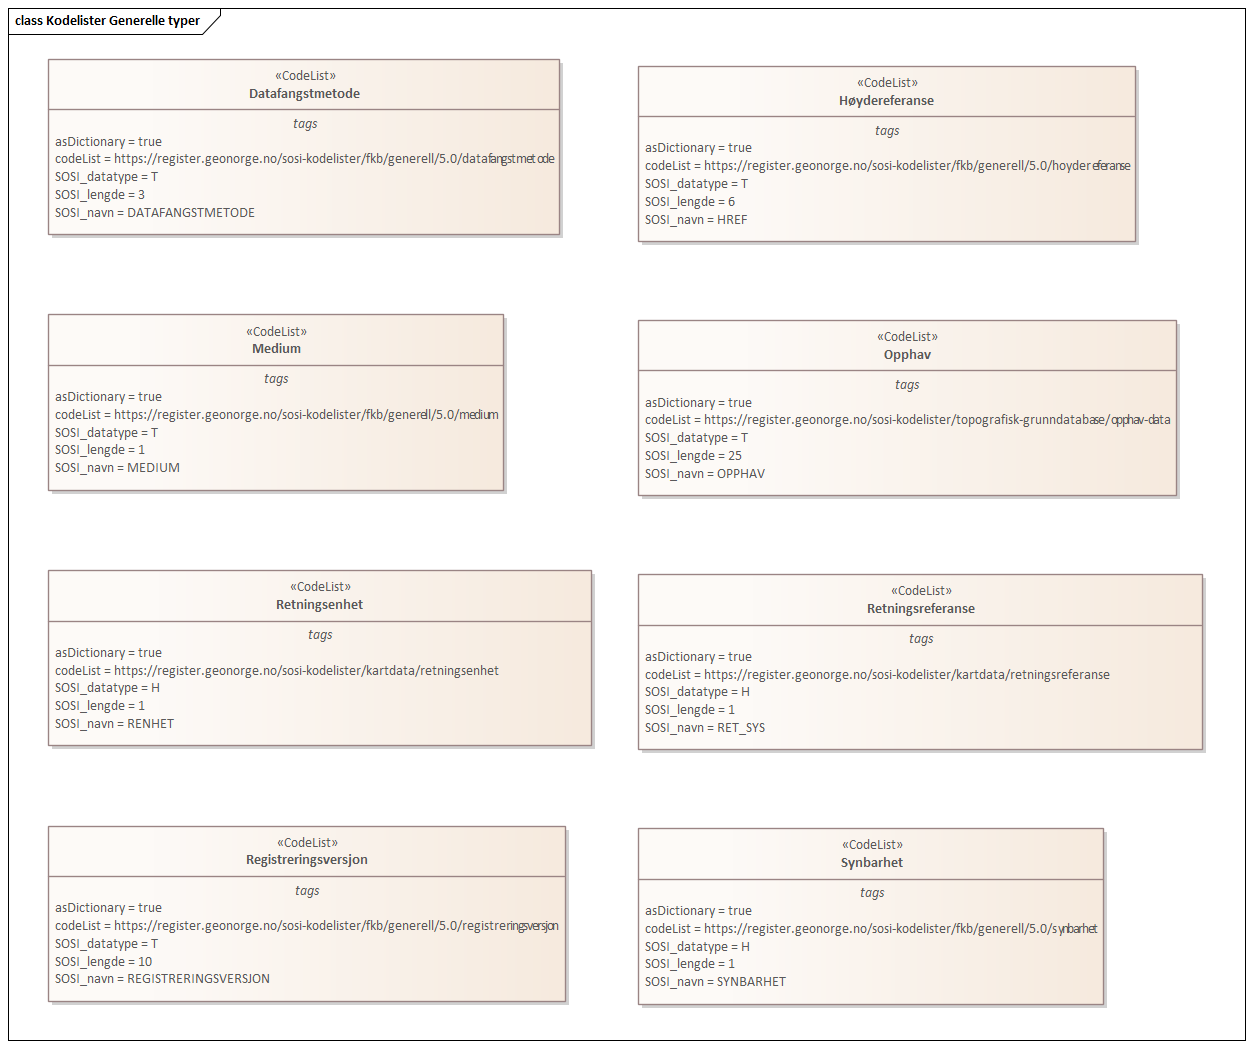 class Kodelister Generelle typer
«CodeList»
Datafangstmetode
tags
asDictionary = true
codeList = https://register.geonorge.no/sosi-kodelister/fkb/generell/5.0/datafangstmetode
SOSI_datatype = T
SOSI_lengde = 3
SOSI_navn = DATAFANGSTMETODE
«CodeList»
Høydereferanse
tags
asDictionary = true
codeList = https://register.geonorge.no/sosi-kodelister/fkb/generell/5.0/hoydereferanse
SOSI_datatype = T
SOSI_lengde = 6
SOSI_navn = HREF
«CodeList»
Medium
tags
asDictionary = true
codeList = https://register.geonorge.no/sosi-kodelister/fkb/generell/5.0/medium
SOSI_datatype = T
SOSI_lengde = 1
SOSI_navn = MEDIUM
«CodeList»
Opphav
tags
asDictionary = true
codeList = https://register.geonorge.no/sosi-kodelister/topografisk-grunndatabase/opphav-data
SOSI_datatype = T
SOSI_lengde = 25
SOSI_navn = OPPHAV
«CodeList»
Retningsenhet
tags
asDictionary = true
codeList = https://register.geonorge.no/sosi-kodelister/kartdata/retningsenhet
SOSI_datatype = H
SOSI_lengde = 1
SOSI_navn = RENHET
«CodeList»
Retningsreferanse
tags
asDictionary = true
codeList = https://register.geonorge.no/sosi-kodelister/kartdata/retningsreferanse
SOSI_datatype = H
SOSI_lengde = 1
SOSI_navn = RET_SYS
«CodeList»
Registreringsversjon
tags
asDictionary = true
codeList = https://register.geonorge.no/sosi-kodelister/fkb/generell/5.0/registreringsversjon
SOSI_datatype = T
SOSI_lengde = 10
SOSI_navn = REGISTRERINGSVERSJON
«CodeList»
Synbarhet
tags
asDictionary = true
codeList = https://register.geonorge.no/sosi-kodelister/fkb/generell/5.0/synbarhet
SOSI_datatype = H
SOSI_lengde = 1
SOSI_navn = SYNBARHET